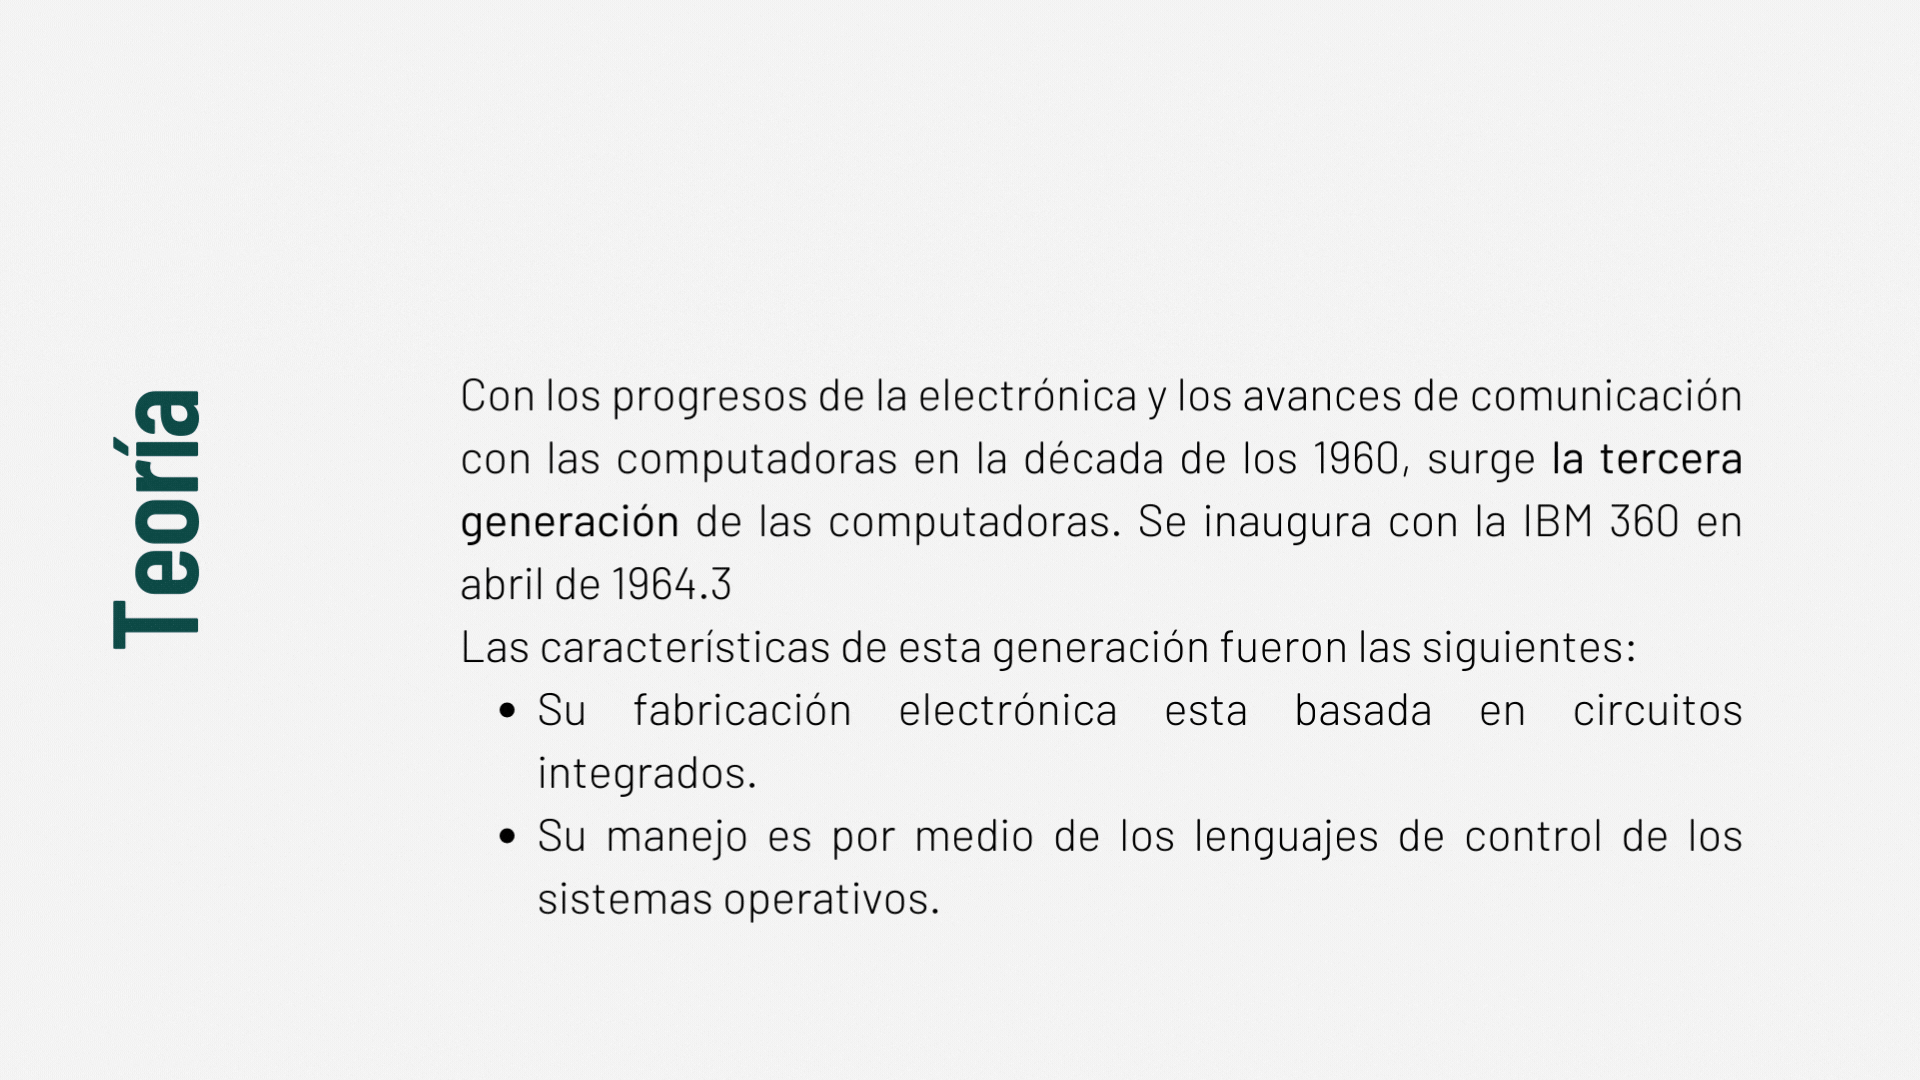 Teoría
Con los progresos de la electrónica y los avances de comunicación
con las computadoras en la década de los 1960, surge la tercera
generación de las computadoras. Se inaugura con la IBM 360 en
abril de 1964.3
Las características de esta generación fueron las siguientes:
• Su fabricación electrónica esta basada en circuitos
integrados.
• Su manejo es por medio de los lenguajes de control de los
sistemas operativos.